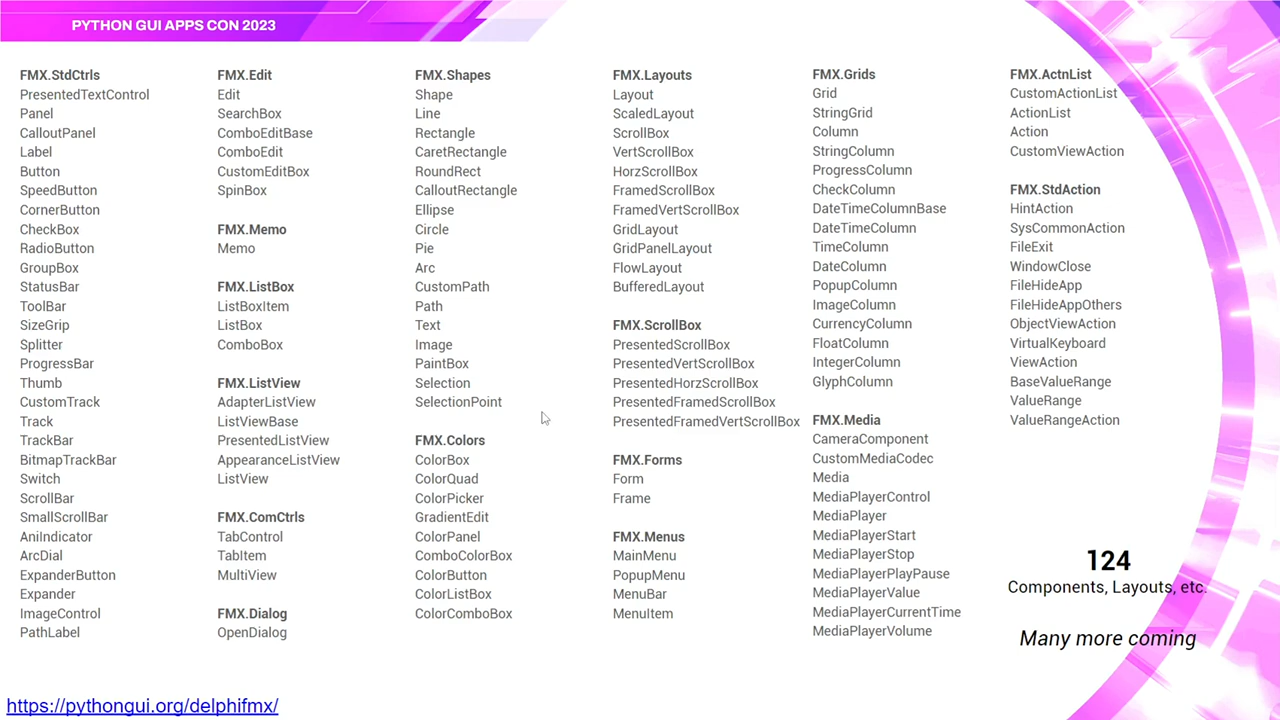 PYTHON GUI APPS CON 2023
FMX.StdCtrls
PresentedTextControl
Panel
CalloutPanel
Label
Button
SpeedButton
CornerButton
CheckBox
RadioButton
GroupBox
StatusBar
ToolBar
SizeGrip
Splitter
ProgressBar
Thumb
CustomTrack
Track
TrackBar
BitmapTrackBar
Switch
ScrollBar
SmallScrollBar
AniIndicator
ArcDial
ExpanderButton
Expander
ImageControl
PathLabel
FMX.Edit
Edit
SearchBox
ComboEditBase
ComboEdit
CustomEditBox
SpinBox
FMX.Memo
Memo
FMX.ListBox
ListBoxItem
ListBox
ComboBox
FMX.ListView
AdapterListView
ListViewBase
PresentedListView
AppearanceListView
ListView
FMX.ComCtrls
TabControl
TabItem
MultiView
FMX.Dialog
OpenDialog
FMX.Shapes
Shape
Line
Rectangle
CaretRectangle
RoundRect
CalloutRectangle
Ellipse
Circle
Pie
Arc
CustomPath
Path
Text
Image
PaintBox
Selection
SelectionPoint
FMX.Colors
ColorBox
ColorQuad
ColorPicker
GradientEdit
ColorPanel
ComboColorBox
ColorButton
ColorListBox
ColorComboBox
FMX.Layouts
Layout
ScaledLayout
ScrollBox
VertScrollBox
HorzScrollBox
FramedScrollBox
FramedVertScrollBox
GridLayout
GridPanelLayout
FlowLayout
BufferedLayout
FMX.ScrollBox
PresentedScrollBox
PresentedVertScrollBox
PresentedHorzScrollBox
PresentedFramedScrollBox
PresentedFramedVertScrollBox
FMX.Forms
Form
Frame
FMX.Menus
MainMenu
PopupMenu
MenuBar
MenuItem
FMX.Grids
Grid
StringGrid
Column
StringColumn
ProgressColumn
CheckColumn
DateTimeColumnBase
DateTimeColumn
TimeColumn
DateColumn
PopupColumn
ImageColumn
CurrencyColumn
FloatColumn
IntegerColumn
GlyphColumn
FMX.Media
CameraComponent
CustomMediaCodec
Media
MediaPlayerControl
MediaPlayer
MediaPlayerStart
MediaPlayerStop
MediaPlayerPlayPause
MediaPlayerValue
MediaPlayerCurrentTime
MediaPlayerVolume
FMX.ActnList
CustomActionList
ActionList
Action
CustomViewAction
FMX.StdAction
HintAction
SysCommonAction
FileExit
WindowClose
FileHideApp
FileHideAppOthers
ObjectViewAction
VirtualKeyboard
ViewAction
BaseValueRange
ValueRange
ValueRangeAction
124
Components, Layouts, etc.
Many more coming
https://pythongui.org/delphifmx/